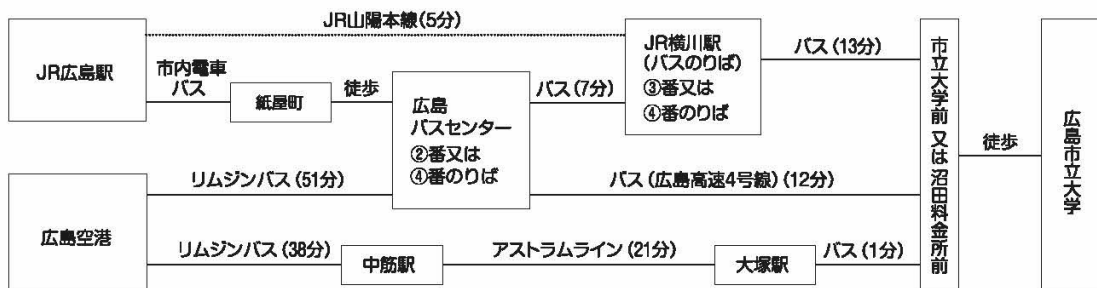 JR山陽本線(5分)
JR広島駅
市内電車
バス
紙屋町
徒歩
広島
バスセンター
②番又は
④番のりば
バス(7分)
JR横川駅
(バスのりば)
③番又は
④番のりば
バス(13分)
リムジンバス(51分)
バス(広島高速4号線)(12分)
広島空港
リムジンバス(38分)
中筋駅
アストラムライン(21分)
大塚駅
バス(1分)
市立大学前 又は 沼田料金所前
徒歩
広島市立大学